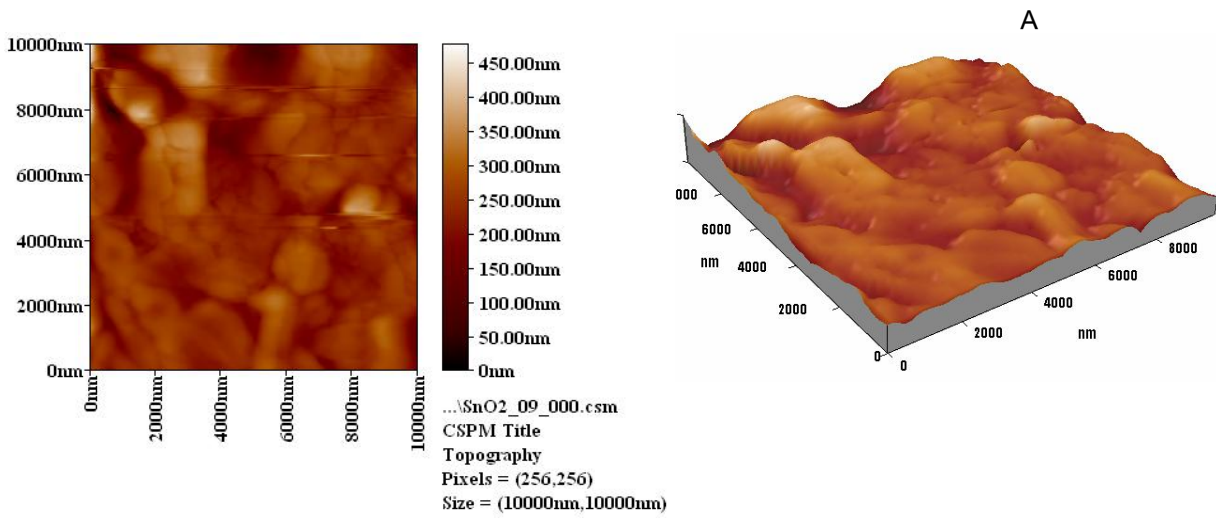 10000nm
8000nm
6000nm
4000nm
2000nm
0nm
0nm
2000nm
4000nm
6000nm
8000nm
10000nm
450.00nm
400.00nm
350.00nm
300.00nm
250.00nm
200.00nm
150.00nm
100.00nm
50.00nm
0nm
...\SnO2_09_000.csm
CSPM Title
Topography
Pixels = (256,256)
Size = (10000nm,10000nm)
A
000
6000
nm
4000
2000
0
0
2000
4000
nm
6000
8000